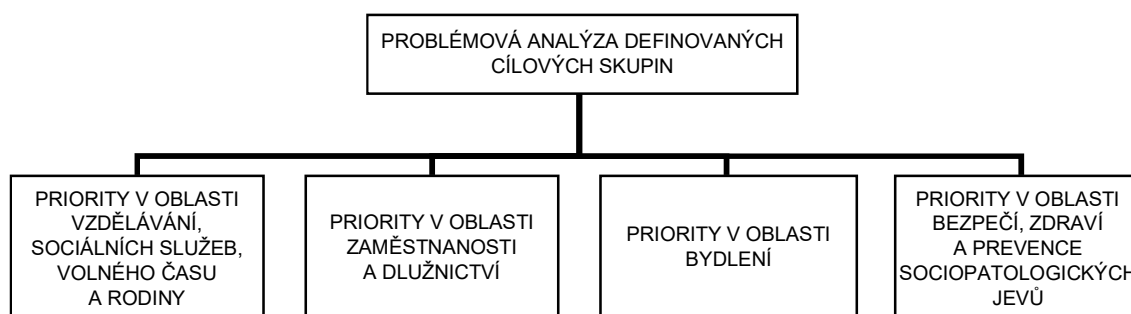 PROBLÉMOVÁ ANALÝZA DEFINOVANÝCH
CÍLOVÝCH SKUPIN
PRIORITY V OBLASTI
VZDĚLÁVÁNÍ,
SOCIÁLNÍCH SLUŽEB,
VOLNÉHO ČASU
A RODINY
PRIORITY V OBLASTI
ZAMĚSTNANOSTI
A DLUŽNICTVÍ
PRIORITY V OBLASTI
BYDLENÍ
PRIORITY V OBLASTI
BEZPEČÍ, ZDRAVÍ
A PREVENCE
SOCIOPATOLOGICKÝCH
JEVŮ